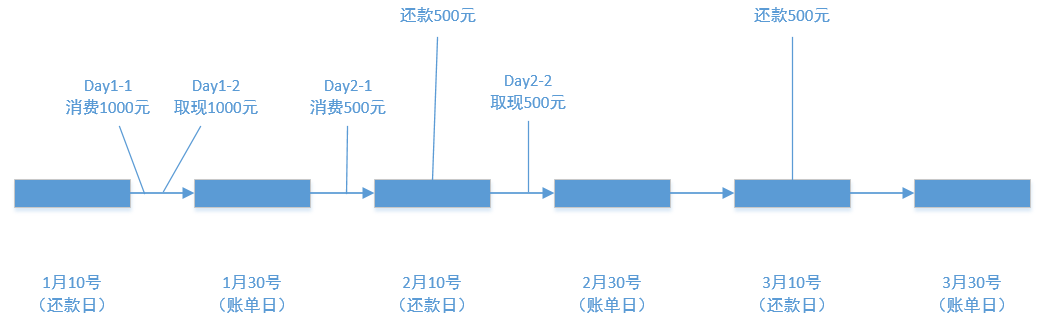 还款500元
还款500元
Day1-1
消费1000元
Day1-2
取现1000元
Day2-1
消费500元
Day2-2
取现500元
1月10号
（还款日）
1月30号
（账单日）
2月10号
（还款日）
2月30号
（账单日）
3月10号
（还款日）
3月30号
（账单日）